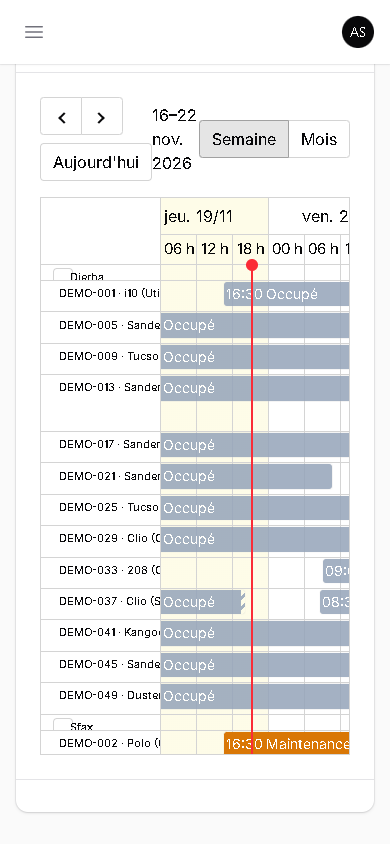 AS
16–22
nov.
2026
Aujourd'hui
Semaine
Mois
jeu. 19/11
ven. 2
06 h 12 h 18 h 00 h 06 h 1
Djerba
DEMO-001 · i10 (Uti
16:30 Occupé
DEMO-005 · Sande
Occupé
DEMO-009 · Tucso
Occupé
DEMO-013 · Sander
Occupé
DEMO-017 · Sander
Occupé
DEMO-021 · Sander
Occupé
DEMO-025 · Tucso
Occupé
DEMO-029 · Clio (C
Occupé
DEMO-033 · 208 (C
09:0
DEMO-037 · Clio (S
Occupé
08:3
DEMO-041 · Kango
Occupé
DEMO-045 · Sande
Occupé
DEMO-049 · Duster
Occupé
Sfax
DEMO-002 · Polo (
16:30 Maintenance